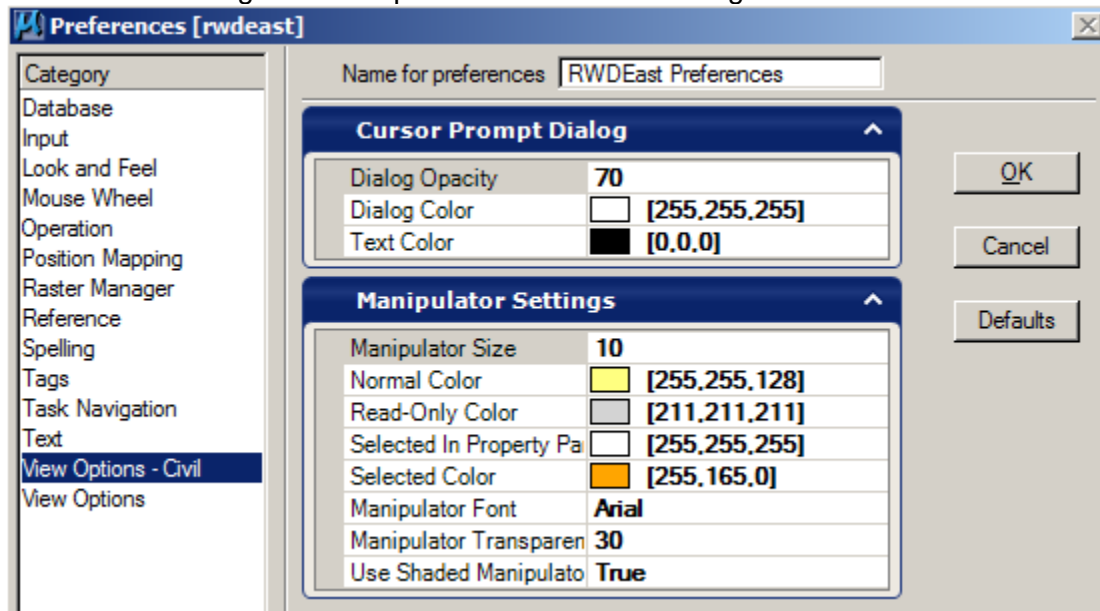 Preferences [rwdeast]
Category
Database
Input
Look and Feel
Mouse Wheel
Operation
Position Mapping
Raster Manager
Reference
Spelling
Tags
Task Navigation
Text
View Options - Civil
View Options
Name for preferences RWDEast Preferences
Cursor Prompt Dialog
Dialog Opacity 70
Dialog Color [255,255,255]
Text Color [0,0,0]
Manipulator Settings
Manipulator Size 10
Normal Color [255,255,128]
Read-Only Color [211,211,211]
Selected In Property Pa [255,255,255]
Selected Color [255,165,0]
Manipulator Font Arial
Manipulator Transparen 30
Use Shaded Manipulato True
OK
Cancel
Defaults